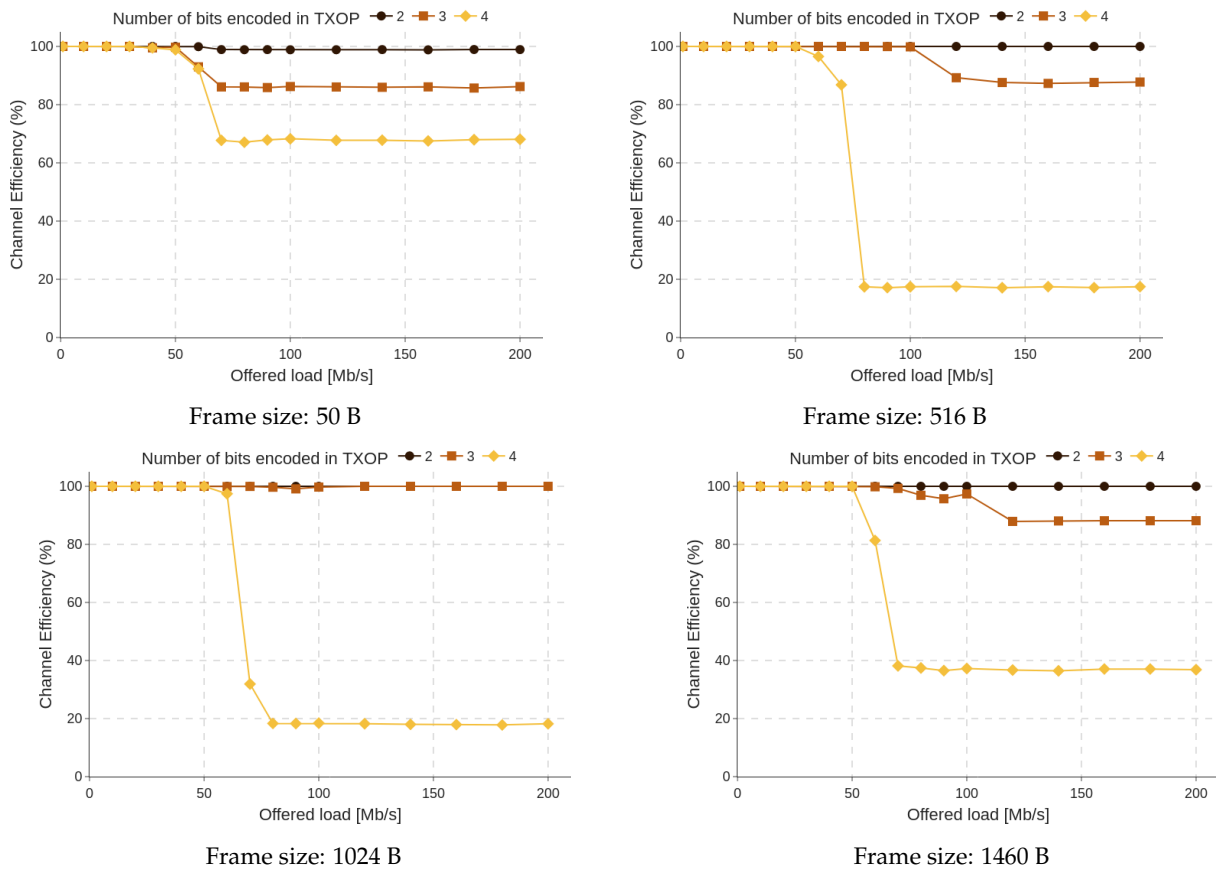 Number of bits encoded in TXOP 2 3 4
100
80
60
40
20
0
Channel Efficiency (%)
0 50 100 150 200
Offered load [Mb/s]
Frame size: 50 B
Number of bits encoded in TXOP 2 3 4
100
80
60
40
20
0
Channel Efficiency (%)
0 50 100 150 200
Offered load [Mb/s]
Frame size: 516 B
Number of bits encoded in TXOP 2 3 4
100
80
60
40
20
0
Channel Efficiency (%)
0 50 100 150 200
Offered load [Mb/s]
Frame size: 1024 B
Number of bits encoded in TXOP 2 3 4
100
80
60
40
20
0
Channel Efficiency (%)
0 50 100 150 200
Offered load [Mb/s]
Frame size: 1460 B